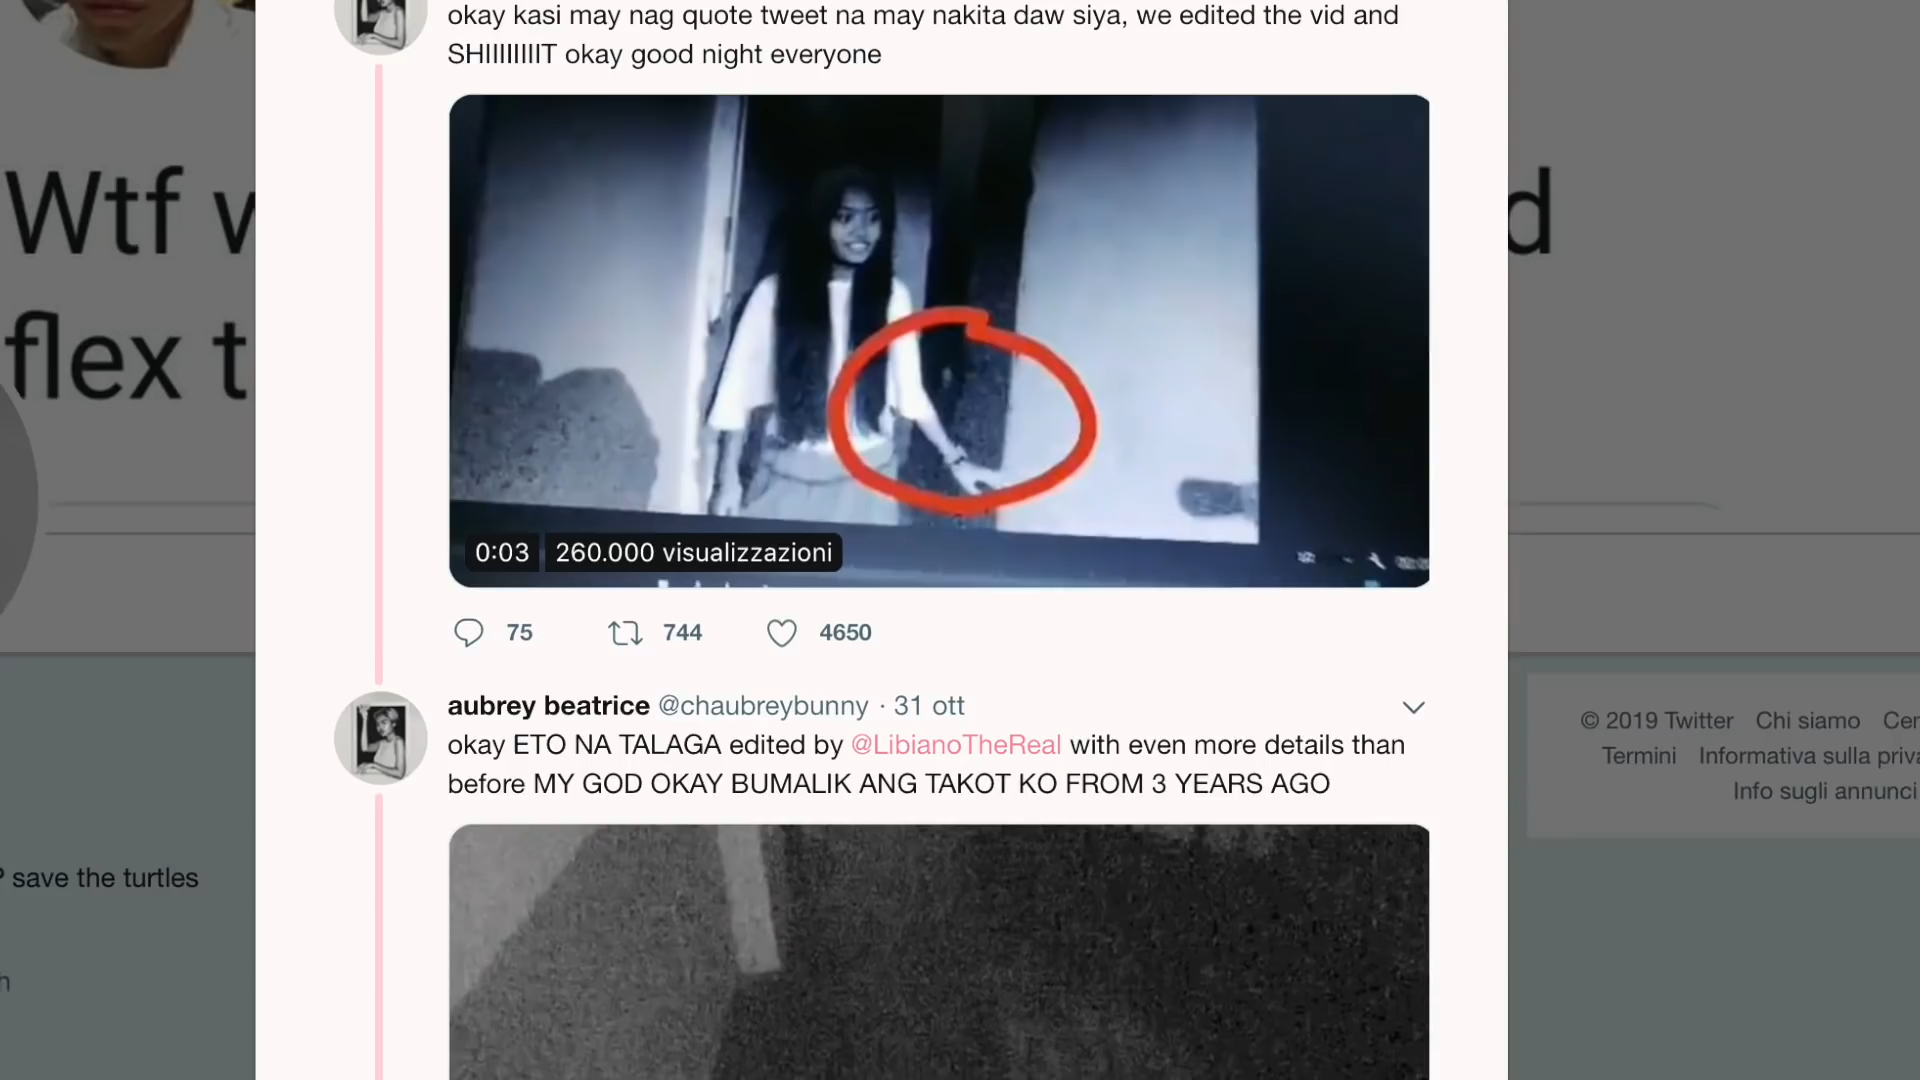 okay kasi may nag quote tweet na may nakita daw siya, we edited the vid and
SHIIIIIIIIT okay good night everyone
Wtf
d
flex t
0:03 260.000 visualizzazioni
75 744 4650
aubrey beatrice @chaubreybunny · 31 ott
okay ETO NA TALAGA edited by @LibianoTheReal with even more details than
before MY GOD OKAY BUMALIK ANG TAKOT KO FROM 3 YEARS AGO
© 2019 Twitter Chi siamo
Termini Informativa sulla priva
Info sugli annunci
save the turtles